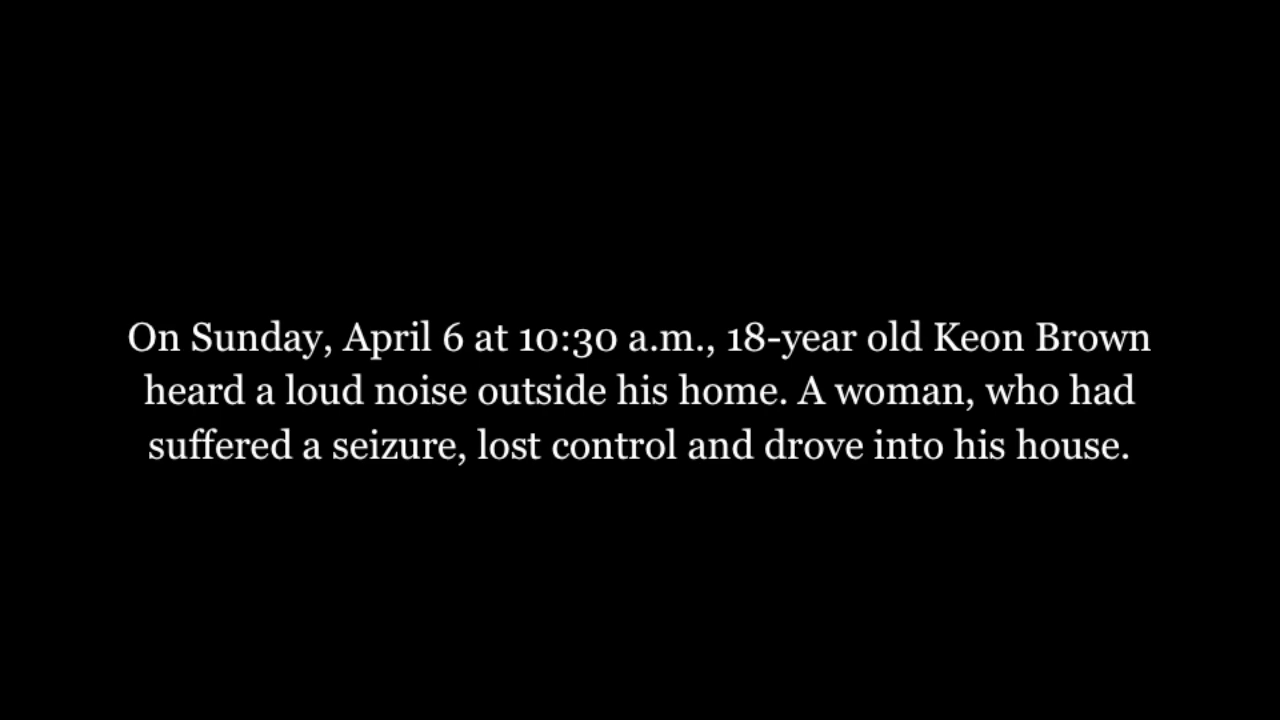 On Sunday, April 6 at 10:30 a.m., 18-year old Keon Brown
heard a loud noise outside his home. A woman, who had
suffered a seizure, lost control and drove into his house.